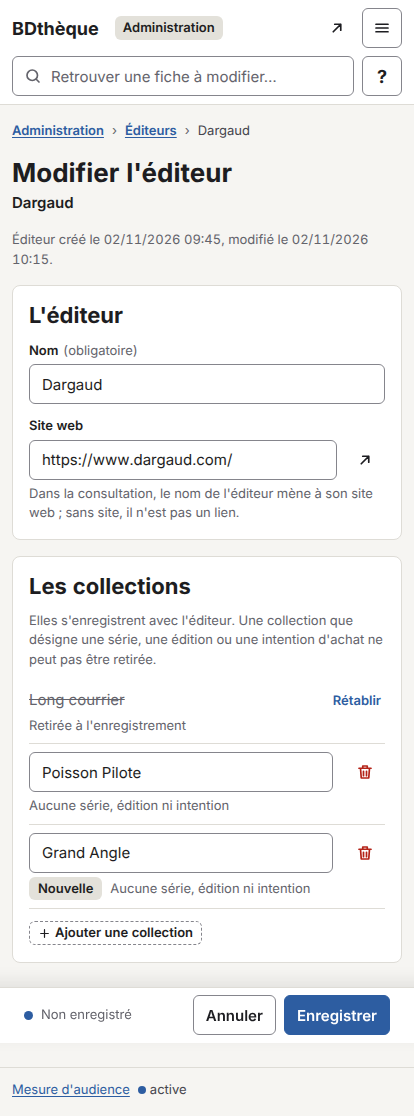 BDthèque Administration
Retrouver une fiche à modifier... ?
Administration › Éditeurs › Dargaud
Modifier l'éditeur
Dargaud
Éditeur créé le 02/11/2026 09:45, modifié le 02/11/2026
10:15.
L'éditeur
Nom (obligatoire)
Dargaud
Site web
https://www.dargaud.com/
Dans la consultation, le nom de l'éditeur mène à son site
web ; sans site, il n'est pas un lien.
Les collections
Elles s'enregistrent avec l'éditeur. Une collection que
désigne une série, une édition ou une intention d'achat ne
peut pas être retirée.
Long courrier Rétablir
Retirée à l'enregistrement
Poisson Pilote
Aucune série, édition ni intention
Grand Angle
Nouvelle Aucune série, édition ni intention
+ Ajouter une collection
Non enregistré Annuler Enregistrer
Mesure d'audience active